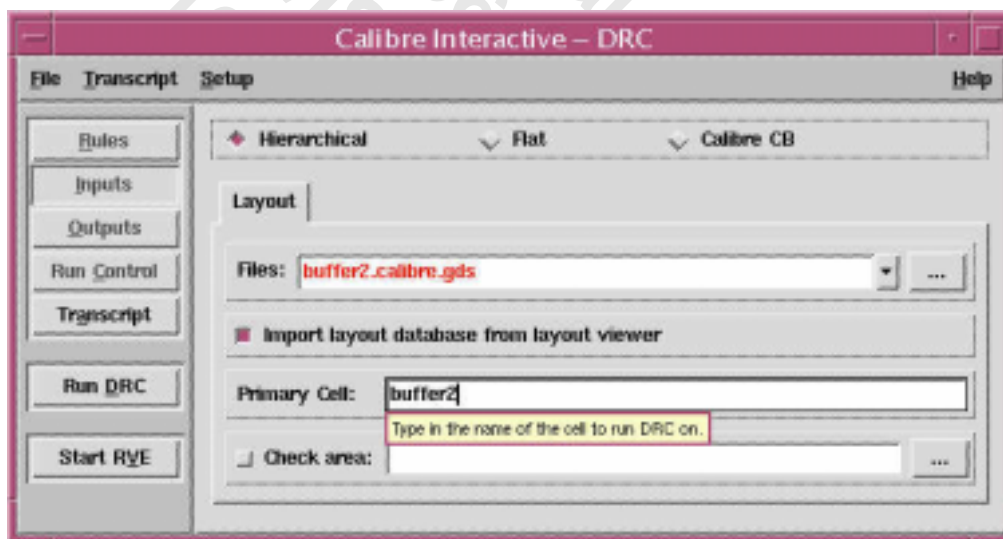 Calibre Interactive – DRC
File Transcript Setup Help
Rules
Inputs
Outputs
Run Control
Transcript
Run DRC
Start RVE
Hierarchical Flat Calibre CB
Layout
Files: buffer2.calibre.gds ...
Import layout database from layout viewer
Primary Cell: buffer2
Type in the name of the cell to run DRC on.
Check area: ...